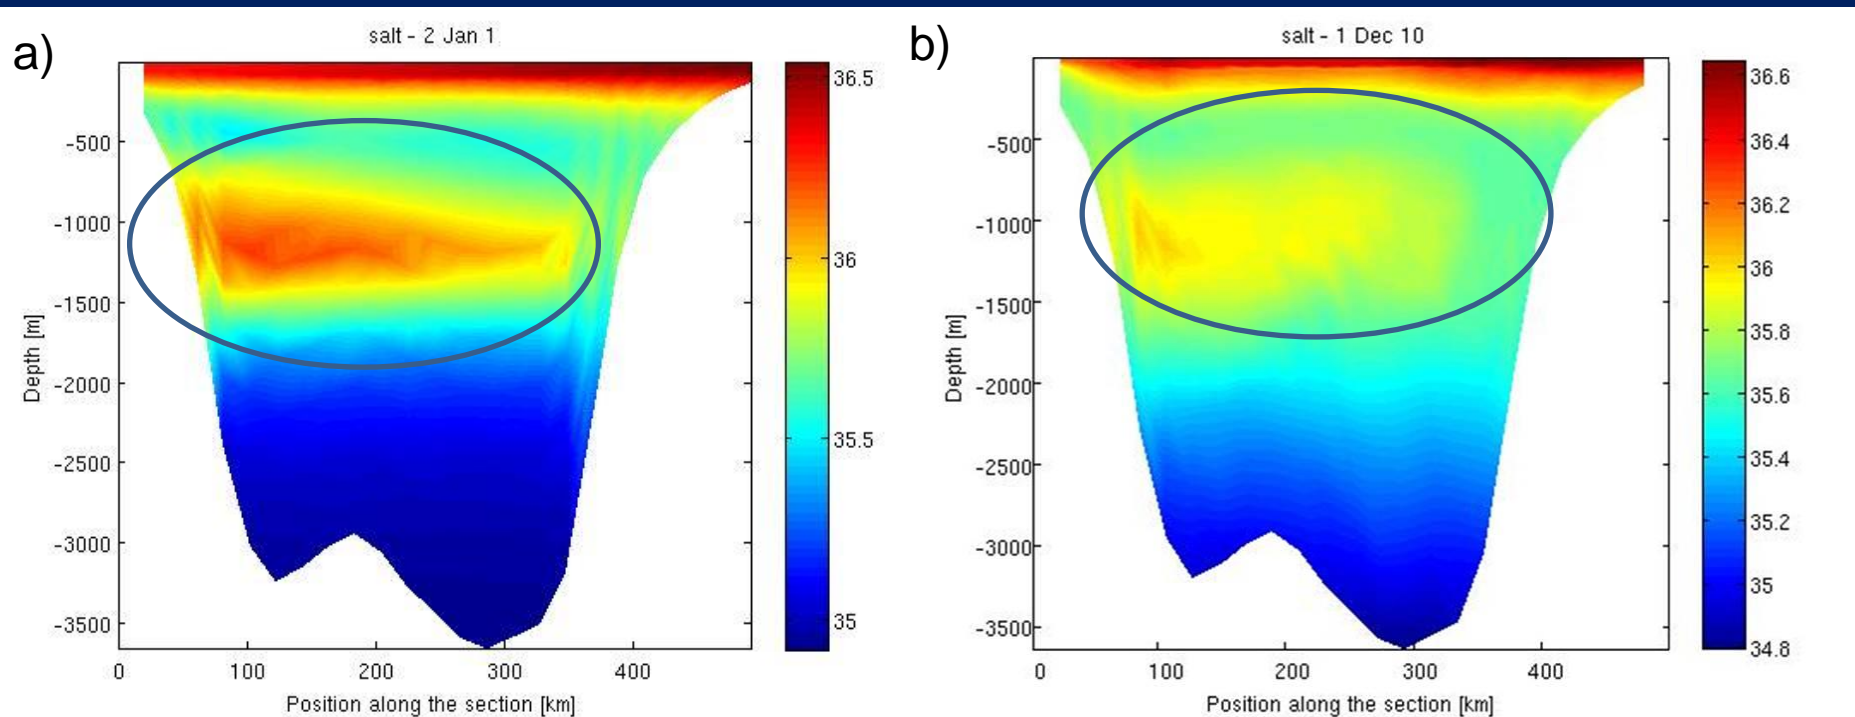 a)
salt - 2 Jan 1
36.5
36
35.5
35
-500
-1000
-1500
-2000
-2500
-3000
-3500
Depth [m]
0 100 200 300 400
Position along the section [km]
b)
salt - 1 Dec 10
36.6
36.4
36.2
36
35.8
35.6
35.4
35.2
35
34.8
-500
-1000
-1500
-2000
-2500
-3000
-3500
Depth [m]
0 100 200 300 400
Position along the section [km]